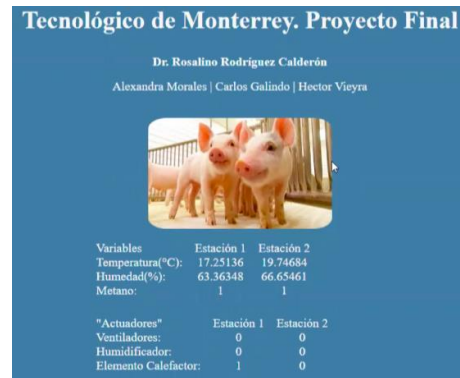 Tecnológico de Monterrey. Proyecto Final
Dr. Rosalino Rodríguez Calderón
Alexandra Morales | Carlos Galindo | Hector Vieyra
Variables Estación 1 Estación 2
Temperatura(°C): 17.25136 19.74684
Humedad(%): 63.36348 66.65461
Metano: 1 1
"Actuadores" Estación 1 Estación 2
Ventiladores: 0 0
Humidificador: 0 0
Elemento Calefactor: 1 0